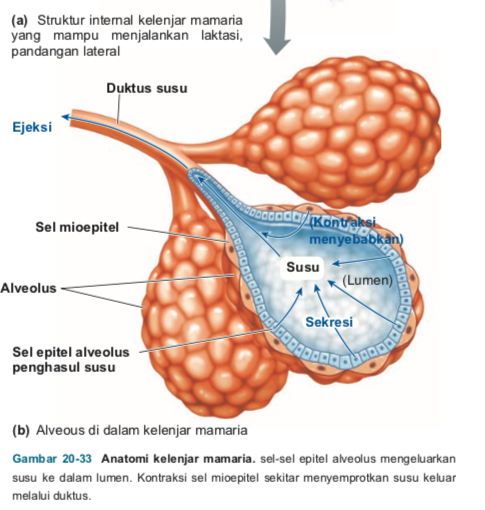 (a) Struktur internal kelenjar mamaria
yang mampu menjalankan laktasi,
pandangan lateral
Duktus susu
Ejeksi
Sel mioepitel
(Kontraksi
menyebabkan)
Susu
(Lumen)
Alveolus
Sekresi
Sel epitel alveolus
penghasul susu
(b) Alveous di dalam kelenjar mamaria
Gambar 20-33 Anatomi kelenjar mamaria. sel-sel epitel alveolus mengeluarkan
susu ke dalam lumen. Kontraksi sel mioepitel sekitar menyemprotkan susu keluar
melalui duktus.